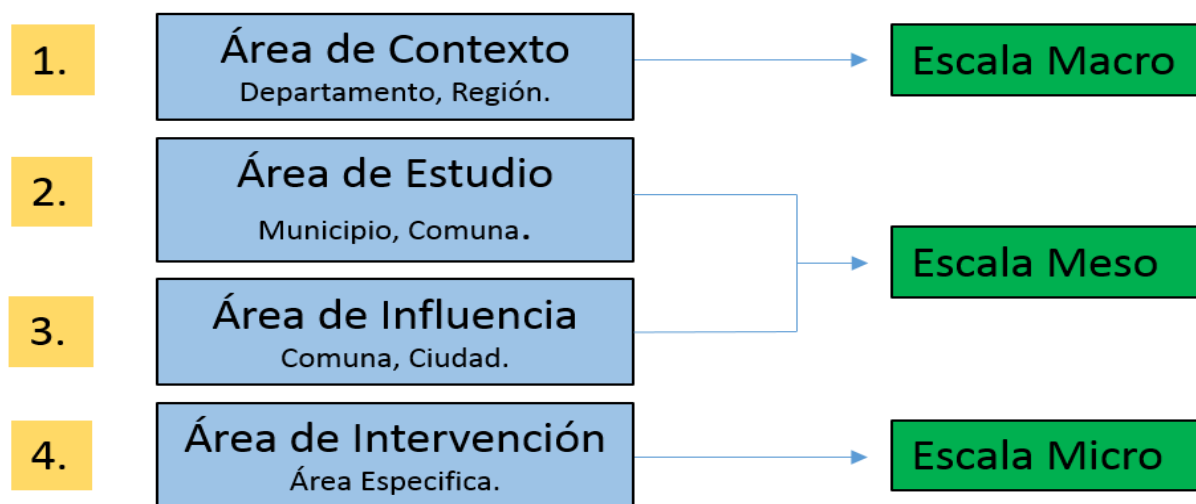 1.
Área de Contexto
Departamento, Región.
Escala Macro
2.
Área de Estudio
Municipio, Comuna.
Escala Meso
3.
Área de Influencia
Comuna, Ciudad.
4.
Área de Intervención
Área Especifica.
Escala Micro